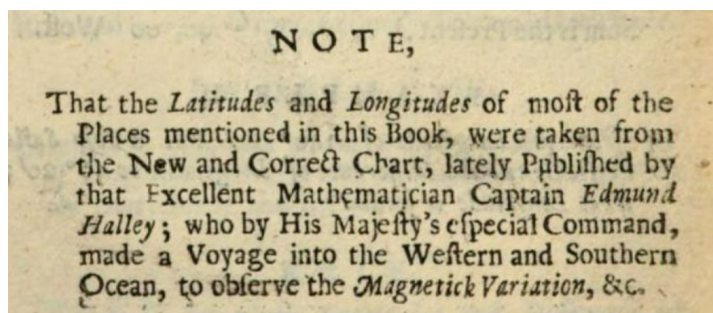 NOTE,
That the Latitudes and Longitudes of moſt of the
Places mentioned in this Book, were taken from
the New and Correct Chart, lately Publiſhed by
that Excellent Mathematician Captain Edmund
Halley; who by His Majeſty's eſpecial Command,
made a Voyage into the Weſtern and Southern
Ocean, to obſerve the Magnetick Variation, &c.